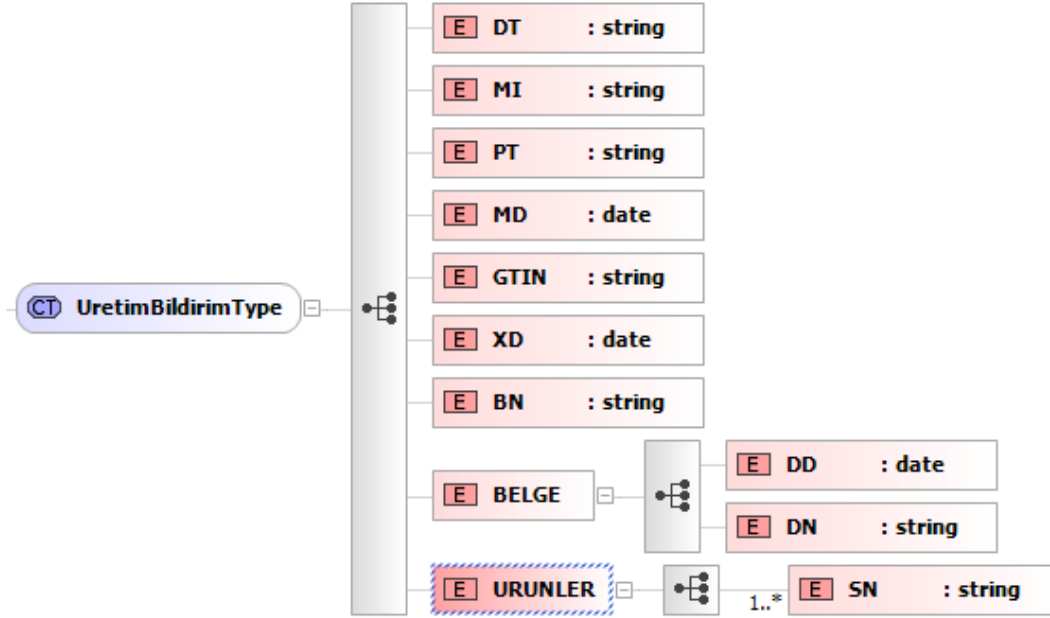 E DT : string
E MI : string
E PT : string
E MD : date
E GTIN : string
CT UretimBildirimType
E XD : date
E BN : string
E DD : date
E BELGE
E DN : string
E URUNLER
1..* E SN : string